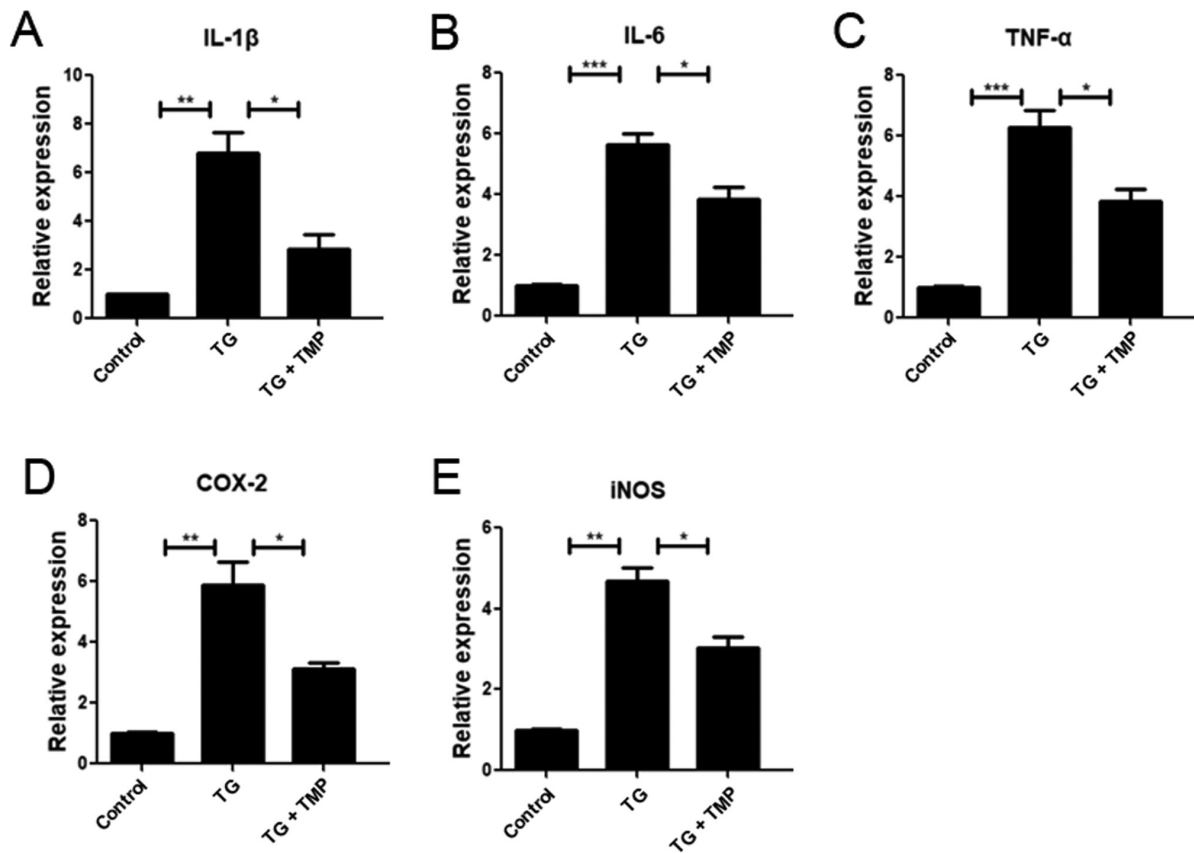 A
IL-1β
Relative expression
10
8
6
4
2
0
**
*
Control
TG
TG + TMP
B
IL-6
Relative expression
8
6
4
2
0
***
*
Control
TG
TG + TMP
C
TNF-α
Relative expression
8
6
4
2
0
***
*
Control
TG
TG + TMP
D
COX-2
Relative expression
8
6
4
2
0
**
*
Control
TG
TG + TMP
E
iNOS
Relative expression
6
4
2
0
**
*
Control
TG
TG + TMP